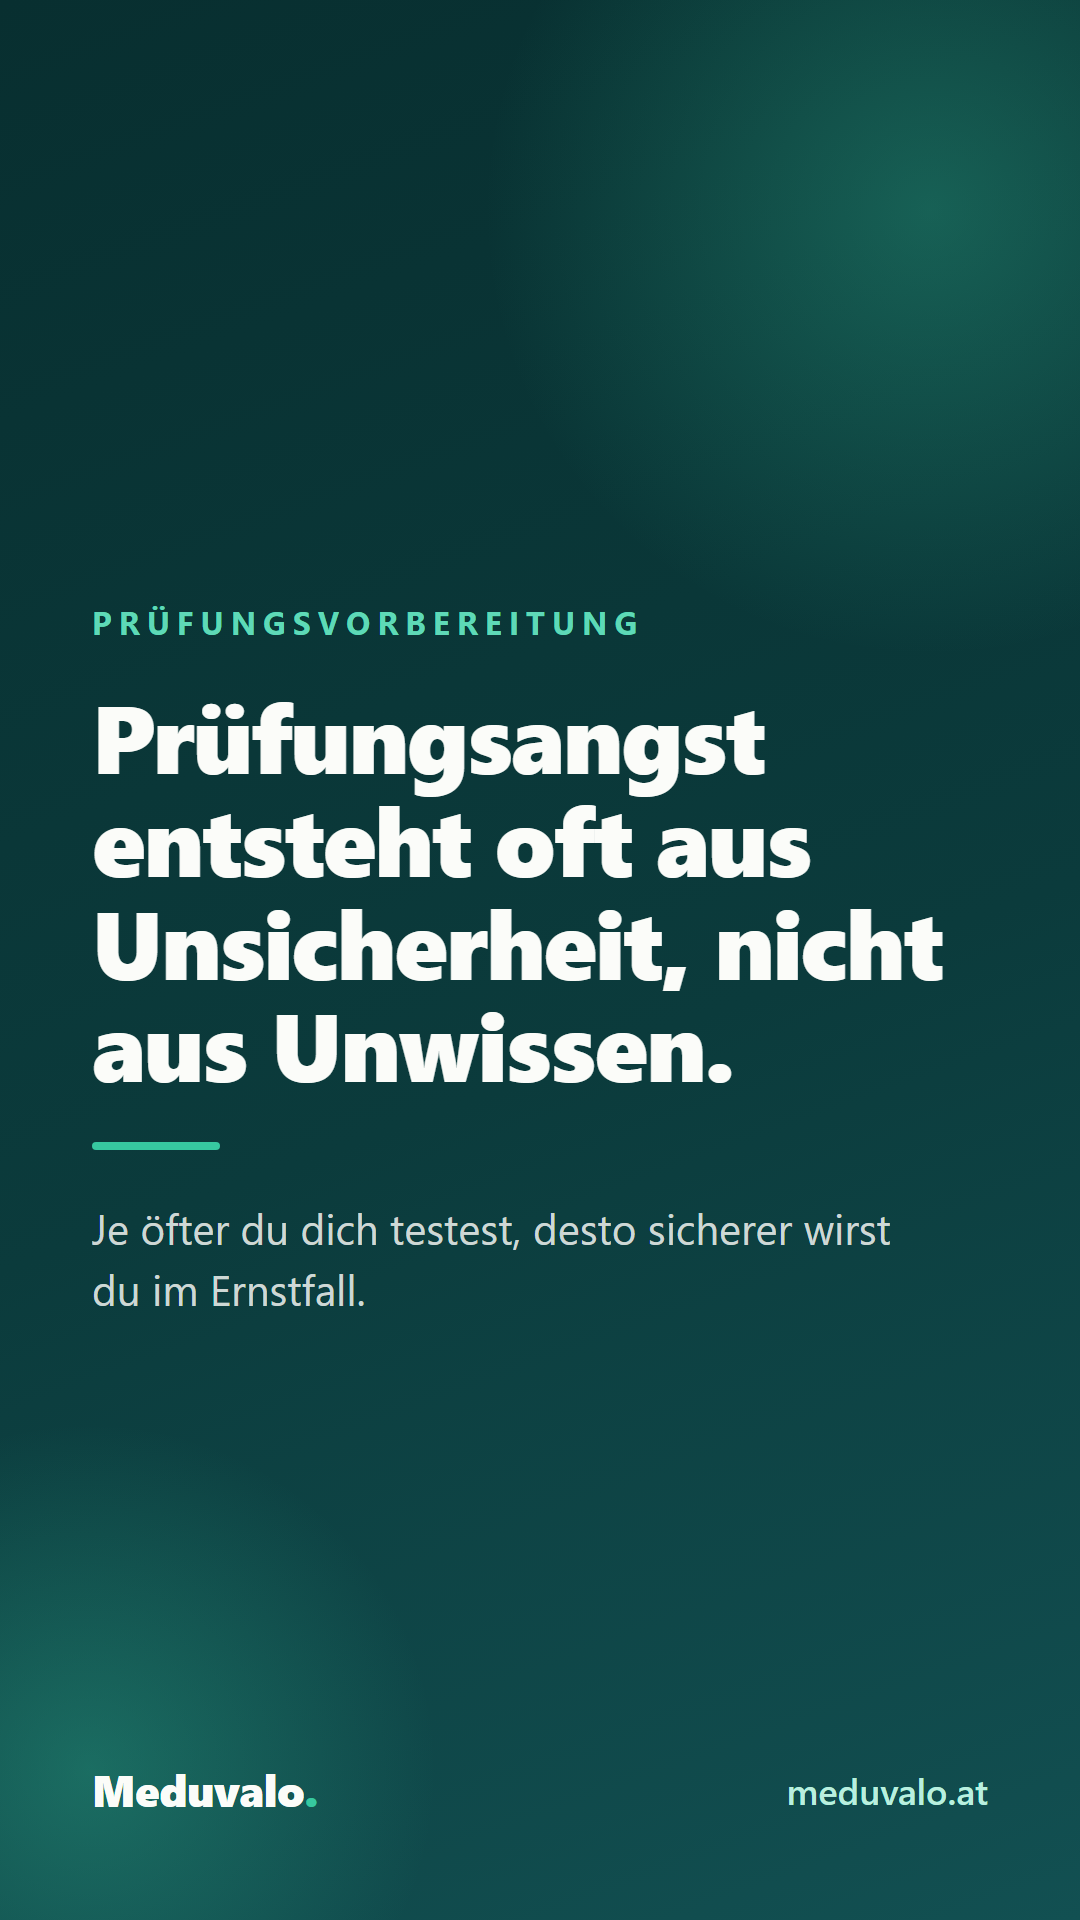 PRÜFUNGSVORBEREITUNG
Prüfungsangst
entsteht oft aus
Unsicherheit, nicht
aus Unwissen.
Je öfter du dich testest, desto sicherer wirst
du im Ernstfall.
Meduvalo.
meduvalo.at